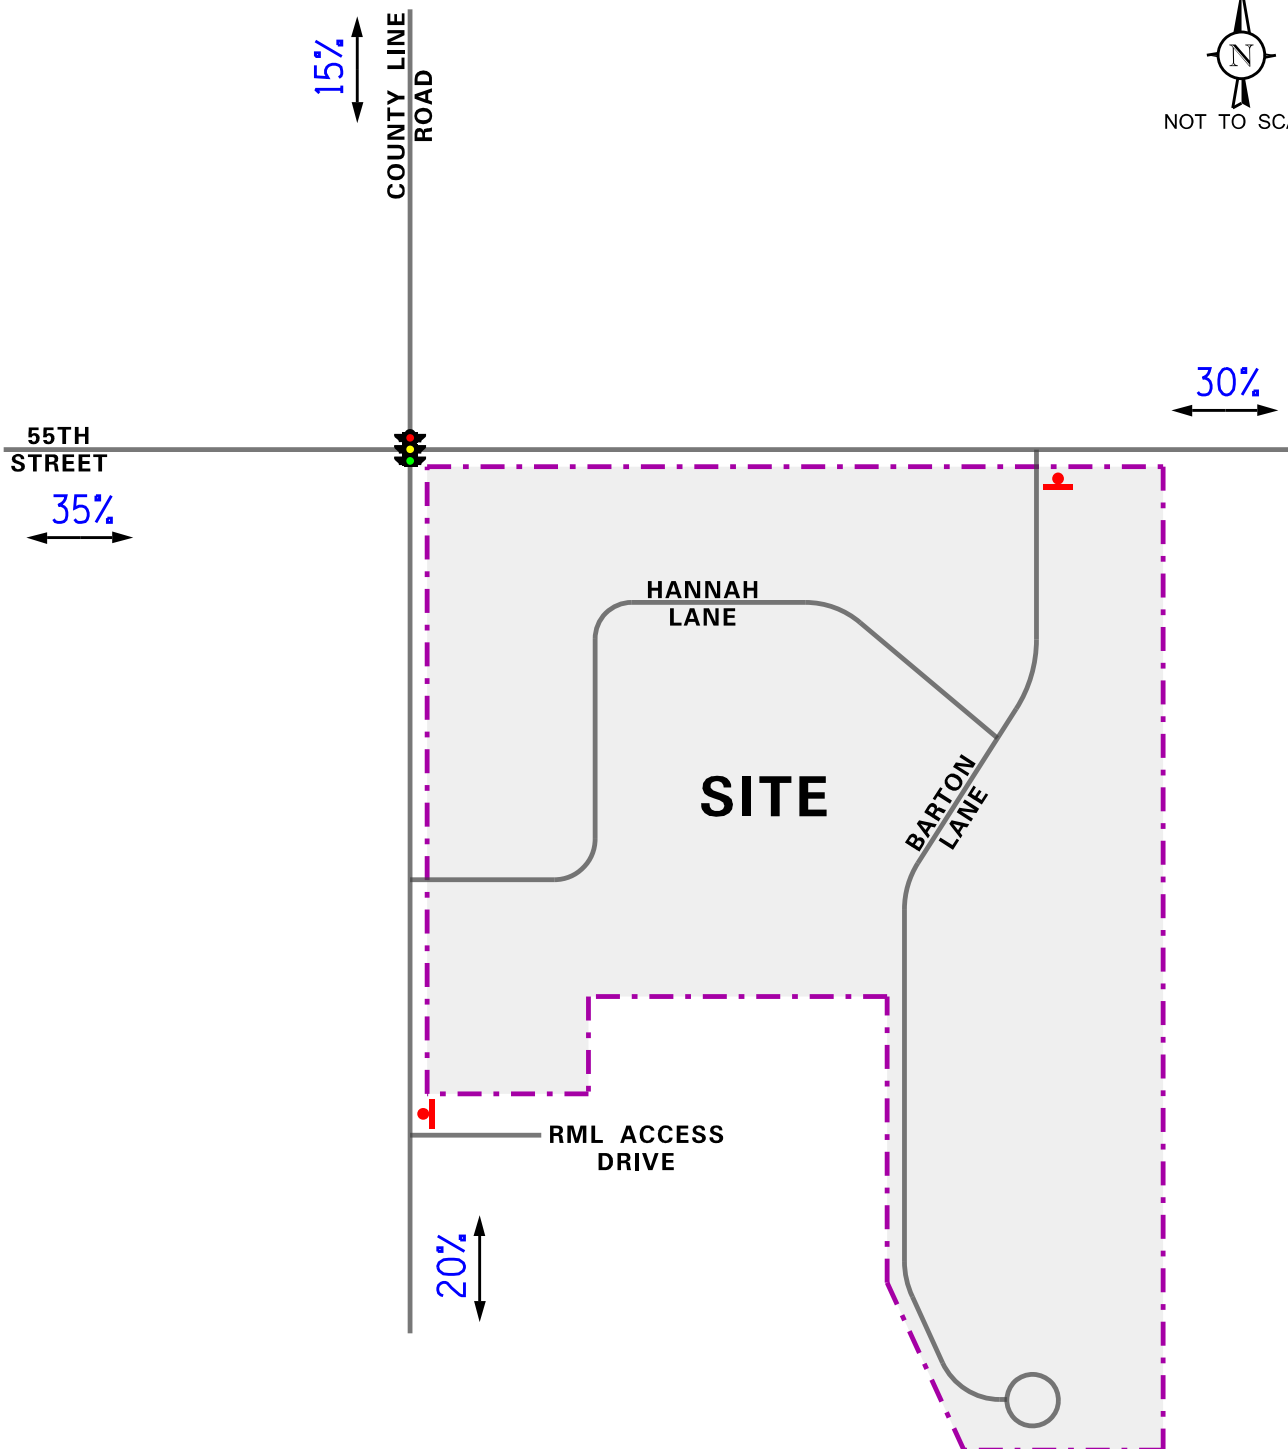 15%
COUNTY LINE
ROAD
N
NOT TO SCA
30%
55TH
STREET
35%
HANNAH
LANE
SITE
BARTON
LANE
RML ACCESS
DRIVE
20%